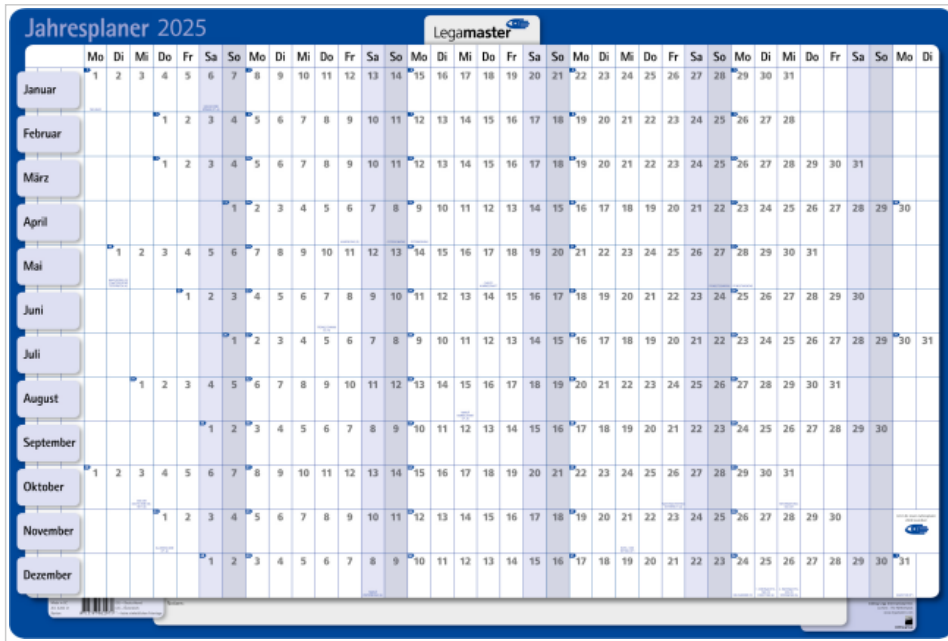 Jahresplaner 2025
Legamaster
Mo Di Mi Do Fr Sa So Mo Di Mi Do Fr Sa So Mo Di Mi Do Fr Sa So Mo Di Mi Do Fr Sa So Mo Di Mi Do Fr Sa So Mo Di
Januar 1 2 3 4 5 6 7 8 9 10 11 12 13 14 15 16 17 18 19 20 21 22 23 24 25 26 27 28 29 30 31
Februar 1 2 3 4 5 6 7 8 9 10 11 12 13 14 15 16 17 18 19 20 21 22 23 24 25 26 27 28
März 1 2 3 4 5 6 7 8 9 10 11 12 13 14 15 16 17 18 19 20 21 22 23 24 25 26 27 28 29 30 31
April 1 2 3 4 5 6 7 8 9 10 11 12 13 14 15 16 17 18 19 20 21 22 23 24 25 26 27 28 29 30
Mai 1 2 3 4 5 6 7 8 9 10 11 12 13 14 15 16 17 18 19 20 21 22 23 24 25 26 27 28 29 30 31
Juni 1 2 3 4 5 6 7 8 9 10 11 12 13 14 15 16 17 18 19 20 21 22 23 24 25 26 27 28 29 30
Juli 1 2 3 4 5 6 7 8 9 10 11 12 13 14 15 16 17 18 19 20 21 22 23 24 25 26 27 28 29 30 31
August 1 2 3 4 5 6 7 8 9 10 11 12 13 14 15 16 17 18 19 20 21 22 23 24 25 26 27 28 29 30 31
September 1 2 3 4 5 6 7 8 9 10 11 12 13 14 15 16 17 18 19 20 21 22 23 24 25 26 27 28 29 30
Oktober 1 2 3 4 5 6 7 8 9 10 11 12 13 14 15 16 17 18 19 20 21 22 23 24 25 26 27 28 29 30 31
November 1 2 3 4 5 6 7 8 9 10 11 12 13 14 15 16 17 18 19 20 21 22 23 24 25 26 27 28 29 30
Dezember 1 2 3 4 5 6 7 8 9 10 11 12 13 14 15 16 17 18 19 20 21 22 23 24 25 26 27 28 29 30 31